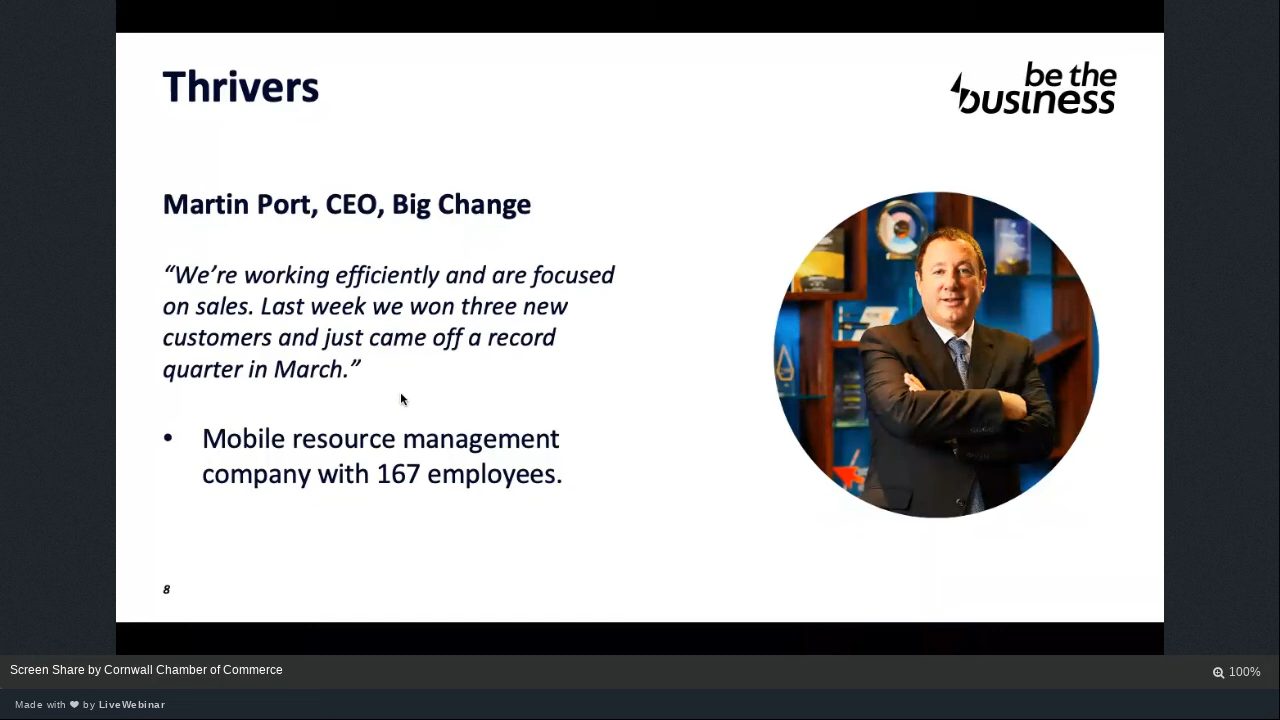 Thrivers
be the
business
Martin Port, CEO, Big Change
“We’re working efficiently and are focused
on sales. Last week we won three new
customers and just came off a record
quarter in March.”
• Mobile resource management
company with 167 employees.
8
Screen Share by Cornwall Chamber of Commerce
100%
Made with ❤ by LiveWebinar